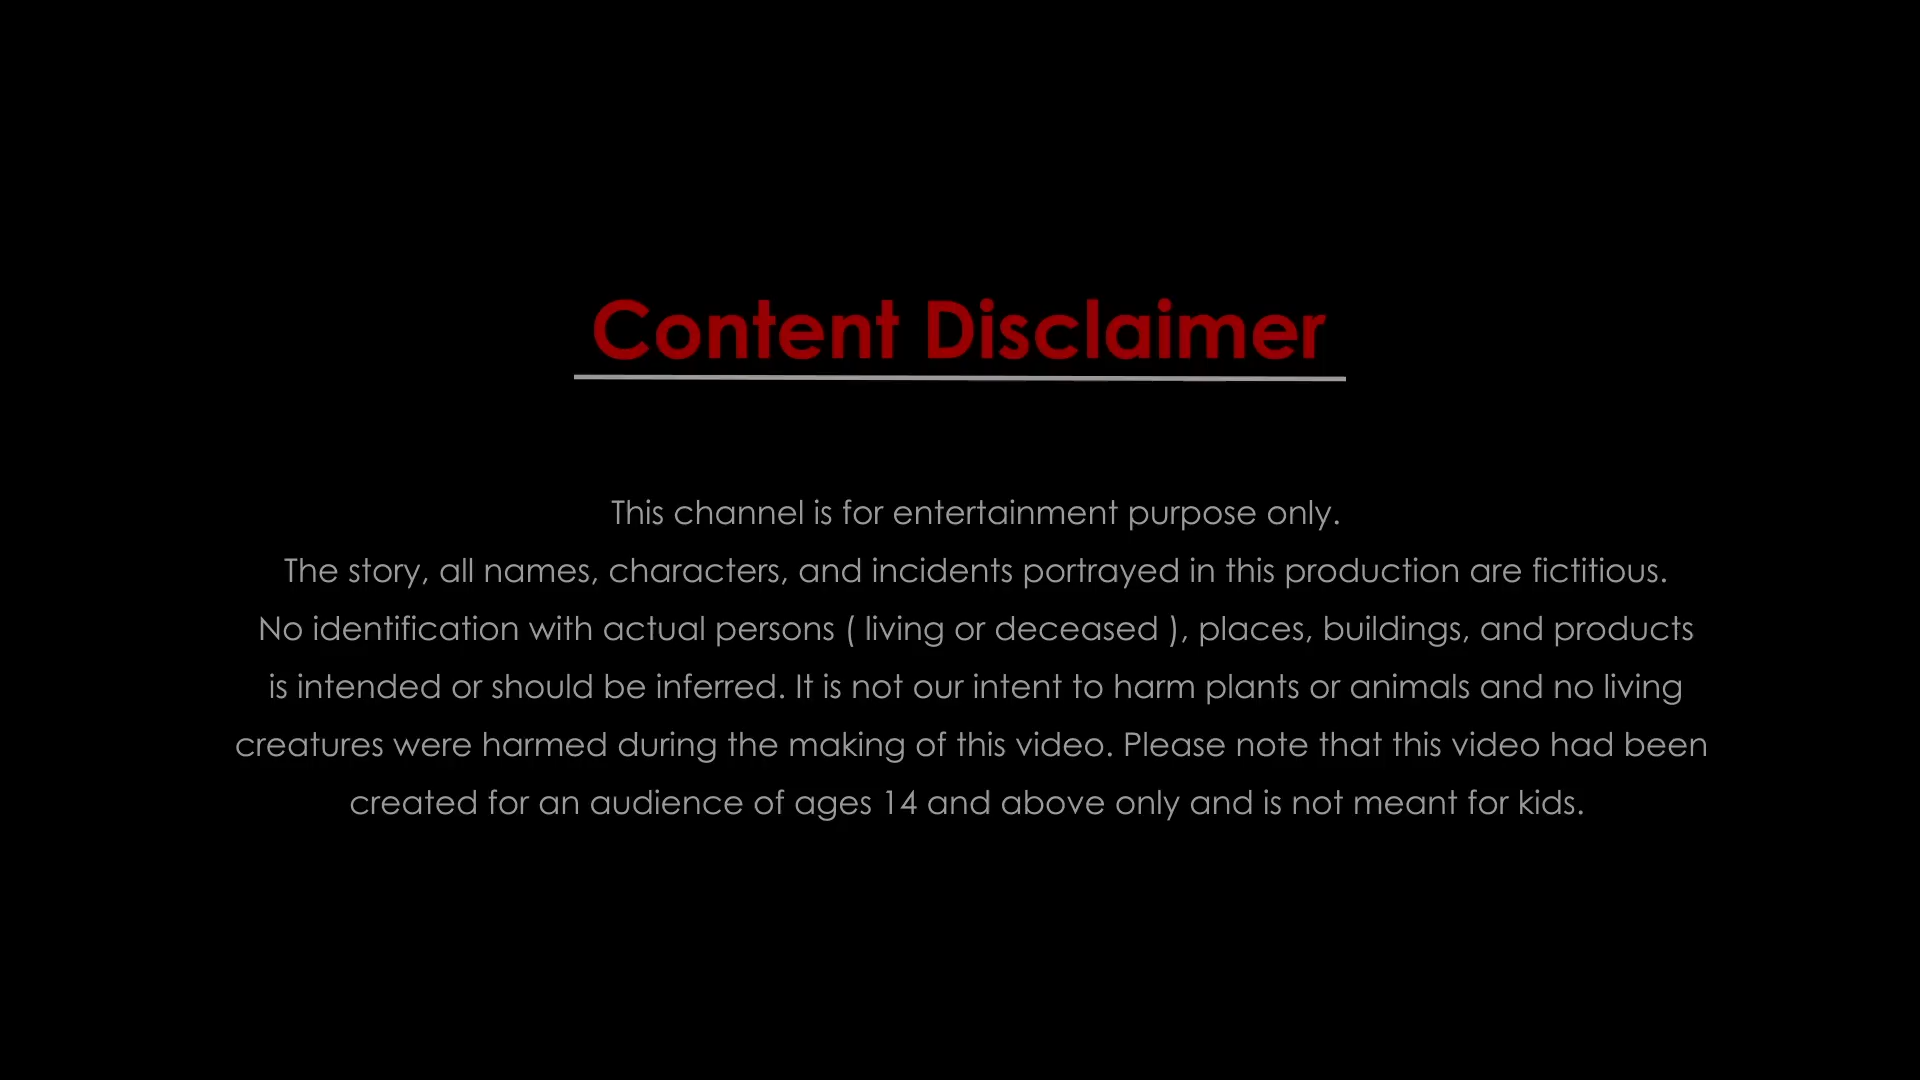 Content Disclaimer
This channel is for entertainment purpose only.
The story, all names, characters, and incidents portrayed in this production are fictitious.
No identification with actual persons ( living or deceased ), places, buildings, and products
is intended or should be inferred. It is not our intent to harm plants or animals and no living
creatures were harmed during the making of this video. Please note that this video had been
created for an audience of ages 14 and above only and is not meant for kids.